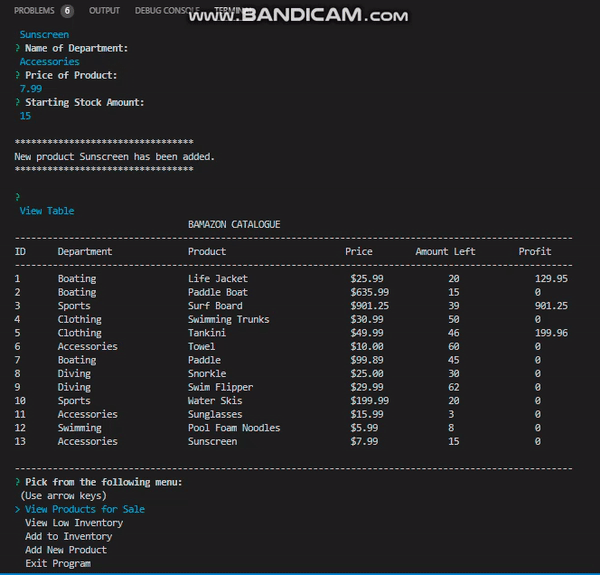 PROBLEMS 6 OUTPUT DEBUG CONSOLE TERMINAL
www.BANDICAM.com
Sunscreen
? Name of Department:
Accessories
? Price of Product:
7.99
? Starting Stock Amount:
15
*********************************
New product Sunscreen has been added.
*********************************
?
View Table
BAMAZON CATALOGUE
ID Department Product Price Amount Left Profit
1 Boating Life Jacket $25.99 20 129.95
2 Boating Paddle Boat $635.99 15 0
3 Sports Surf Board $901.25 39 901.25
4 Clothing Swimming Trunks $30.99 50 0
5 Clothing Tankini $49.99 46 199.96
6 Accessories Towel $10.00 60 0
7 Boating Paddle $99.89 45 0
8 Diving Snorkle $25.00 30 0
9 Diving Swim Flipper $29.99 62 0
10 Sports Water Skis $199.99 20 0
11 Accessories Sunglasses $15.99 3 0
12 Swimming Pool Foam Noodles $5.99 8 0
13 Accessories Sunscreen $7.99 15 0
? Pick from the following menu:
(Use arrow keys)
> View Products for Sale
View Low Inventory
Add to Inventory
Add New Product
Exit Program